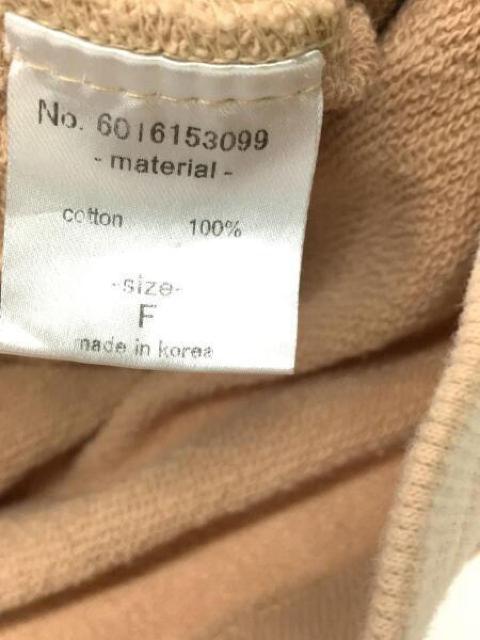 No. 6016153099
- material -
cotton 100%
-size-
F
made in korea